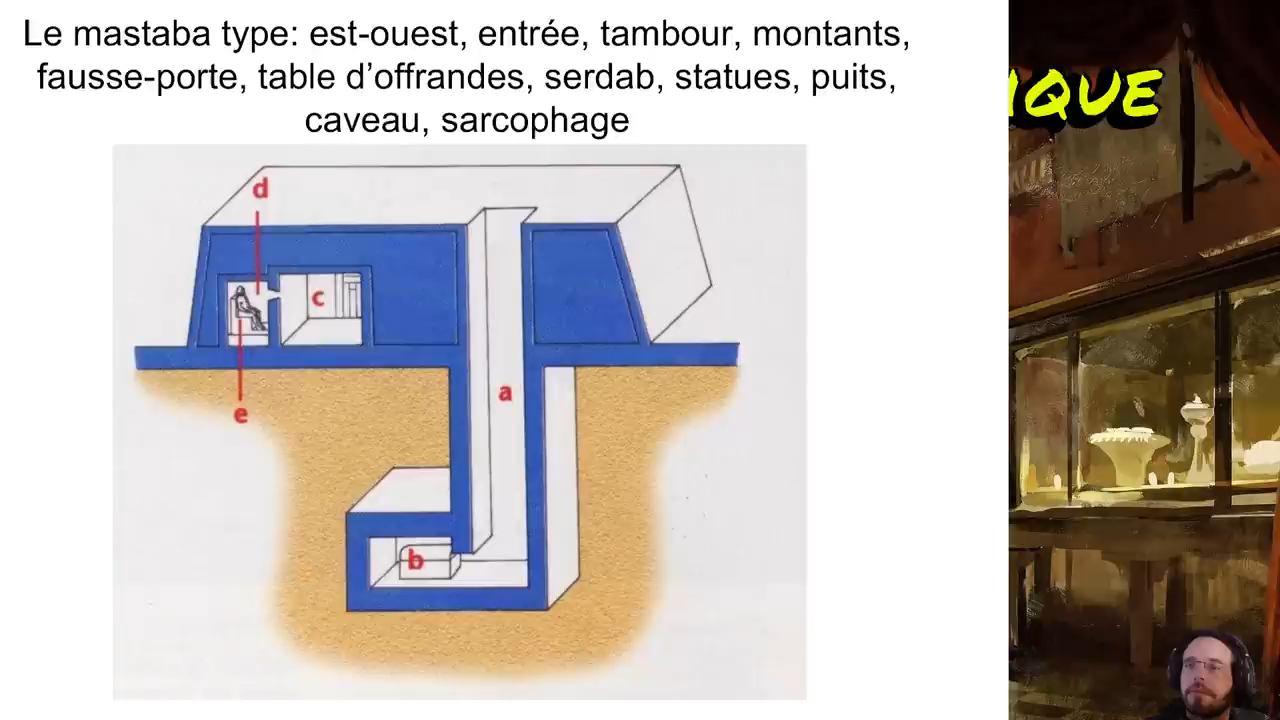 Le mastaba type: est-ouest, entrée, tambour, montants,
fausse-porte, table d’offrandes, serdab, statues, puits,
caveau, sarcophage
IQUE
d
c
a
e
b